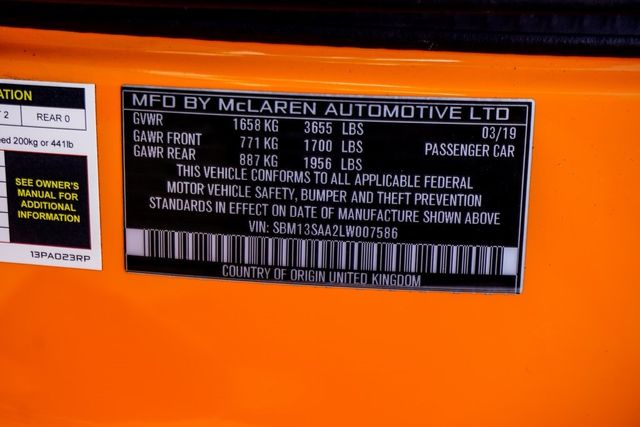 ATION
2 REAR 0
eed 200kg or 441lb
SEE OWNER'S
MANUAL FOR
ADDITIONAL
INFORMATION
13PA023RP
MFD BY McLAREN AUTOMOTIVE LTD
GVWR 1658 KG 3655 LBS 03/19
GAWR FRONT 771 KG 1700 LBS PASSENGER CAR
GAWR REAR 887 KG 1956 LBS
THIS VEHICLE CONFORMS TO ALL APPLICABLE FEDERAL
MOTOR VEHICLE SAFETY, BUMPER AND THEFT PREVENTION
STANDARDS IN EFFECT ON DATE OF MANUFACTURE SHOWN ABOVE
VIN: SBM13SAA2LW007586
COUNTRY OF ORIGIN UNITED KINGDOM